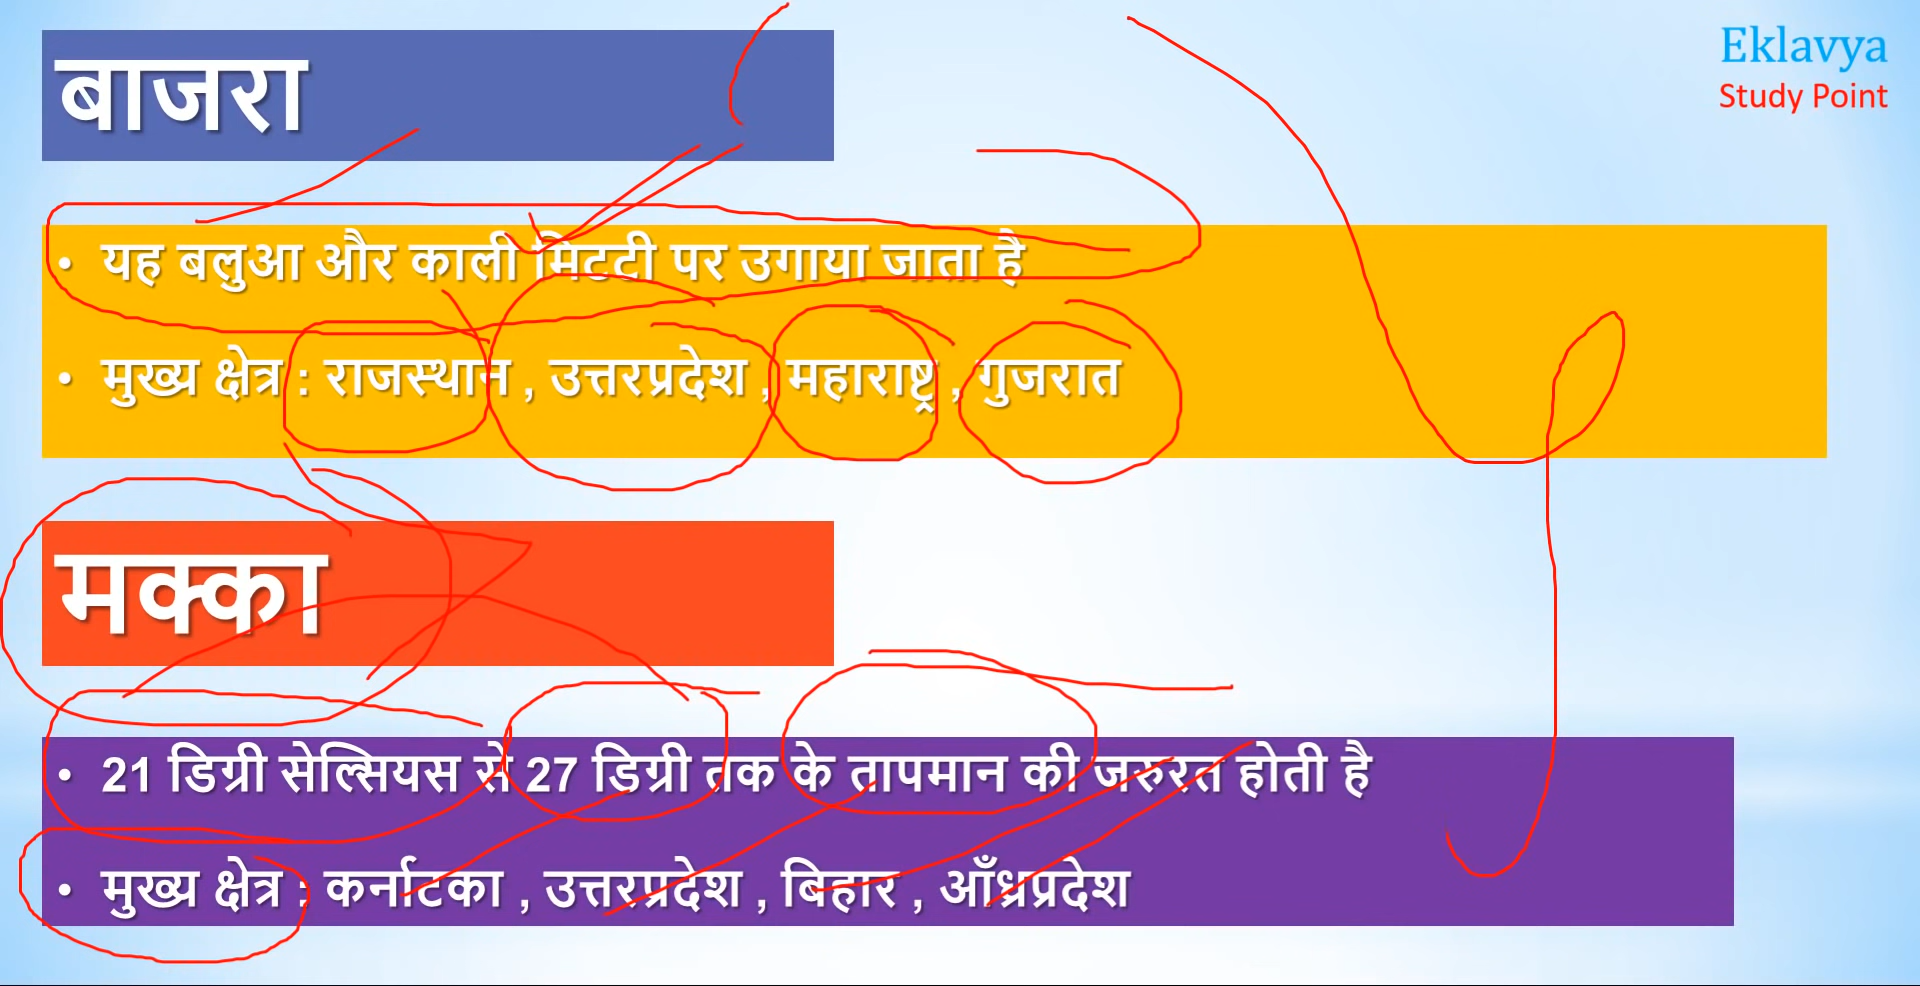 बाजरा
Eklavya
Study Point
• यह बलुआ और काली मिटटी पर उगाया जाता है
• मुख्य क्षेत्र : राजस्थान , उत्तरप्रदेश , महाराष्ट्र , गुजरात
मक्का
• 21 डिग्री सेल्सियस से 27 डिग्री तक के तापमान की जरुरत होती है
• मुख्य क्षेत्र : कर्नाटका , उत्तरप्रदेश , बिहार , आँध्रप्रदेश